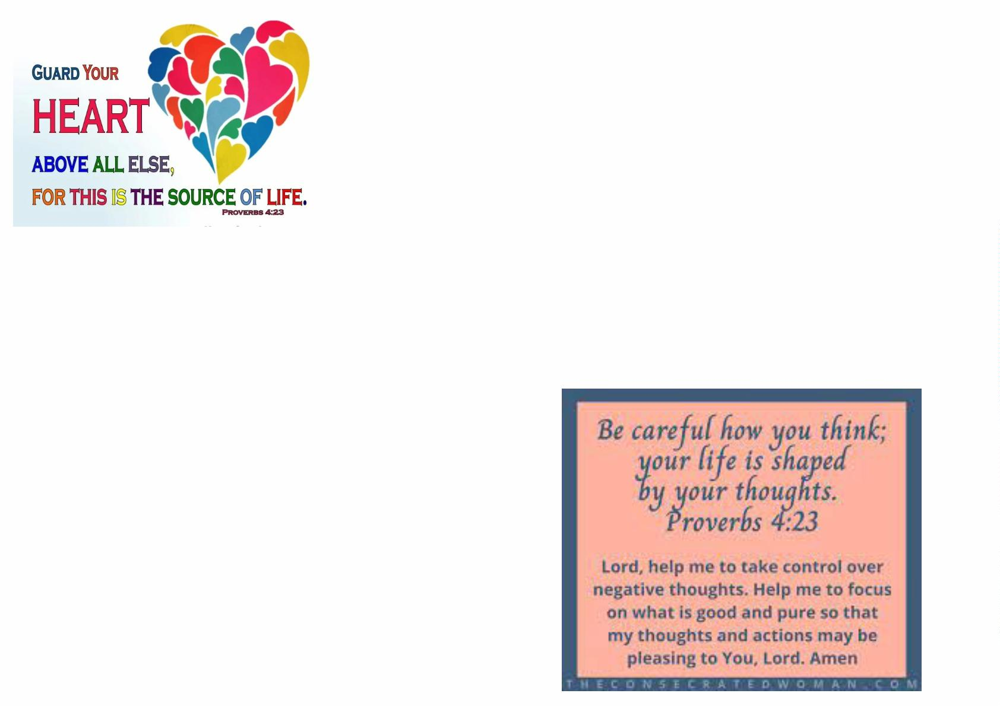 Guard Your
HEART
ABOVE ALL ELSE,
FOR THIS IS THE SOURCE OF LIFE.
Proverbs 4:23
Be careful how you think;
your life is shaped
by your thoughts.
Proverbs 4:23
Lord, help me to take control over
negative thoughts. Help me to focus
on what is good and pure so that
my thoughts and actions may be
pleasing to You, Lord. Amen
THECONSECRATEDWOMAN.COM